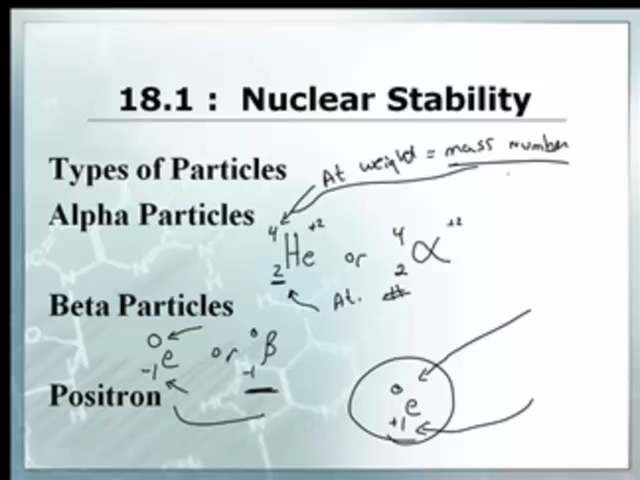 18.1 : Nuclear Stability
Types of Particles
At weight = mass number
Alpha Particles
4 2 He +2 or 4 2 α +2
At. #
Beta Particles
0 -1 e or 0 -1 β
Positron
0 +1 e